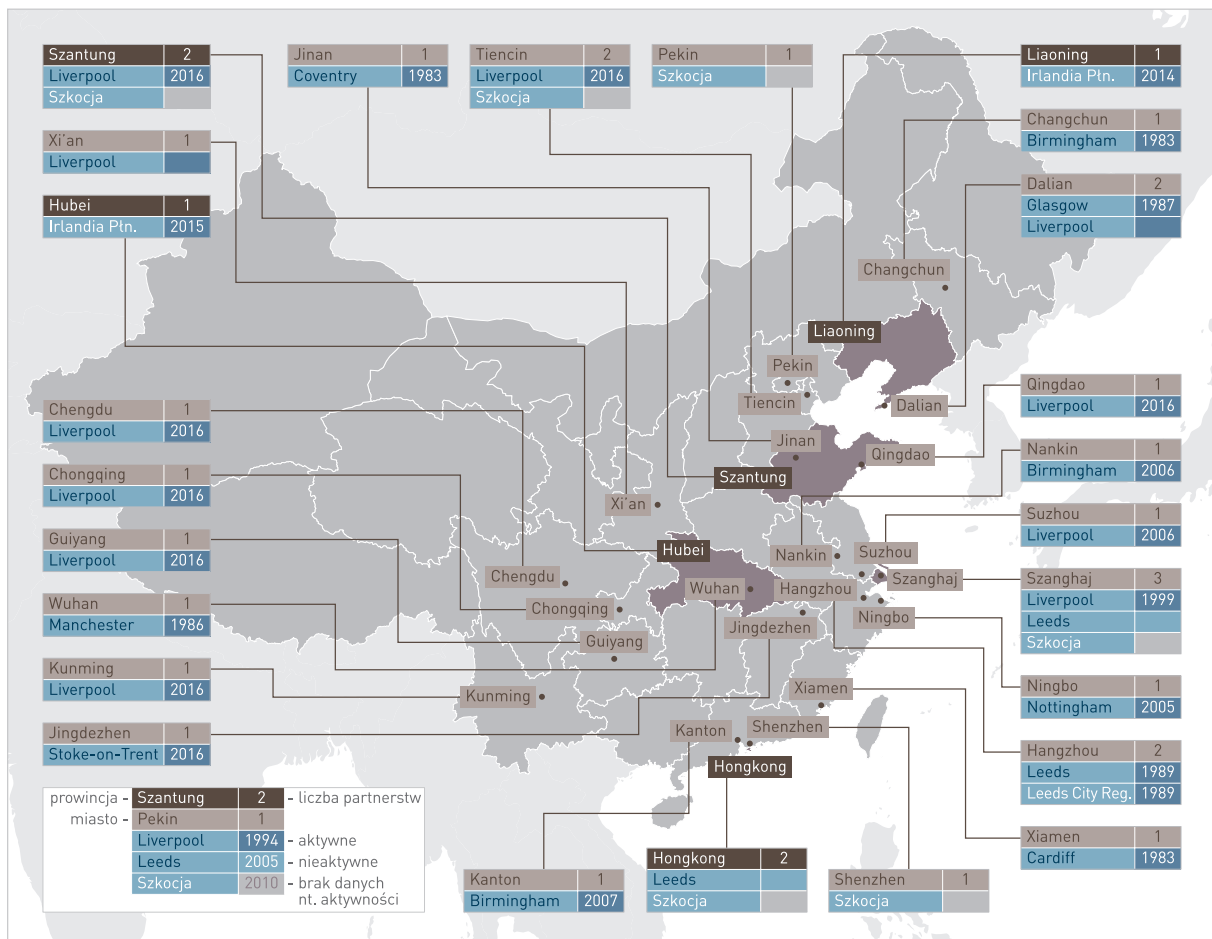 Szantung 2
Liverpool 2016
Szkocja
Jinan 1
Coventry 1983
Tiencin 2
Liverpool 2016
Szkocja
Pekin 1
Szkocja
Liaoning 1
Irlandia Płn. 2014
Xi'an 1
Liverpool
Changchun 1
Birmingham 1983
Hubei 1
Irlandia Płn. 2015
Dalian 2
Glasgow 1987
Liverpool
Changchun
Liaoning
Pekin
Tiencin
Dalian
Jinan
Qingdao
Szantung
Xi'an
Hubei
Nankin
Suzhou
Chengdu
Wuhan
Hangzhou
Szanghaj
Chongqing
Jingdezhen
Ningbo
Guiyang
Kunming
Xiamen
Kanton
Shenzhen
Hongkong
Chengdu 1
Liverpool 2016
Chongqing 1
Liverpool 2016
Guiyang 1
Liverpool 2016
Wuhan 1
Manchester 1986
Kunming 1
Liverpool 2016
Jingdezhen 1
Stoke-on-Trent 2016
Qingdao 1
Liverpool 2016
Nankin 1
Birmingham 2006
Suzhou 1
Liverpool 2006
Szanghaj 3
Liverpool 1999
Leeds
Szkocja
Ningbo 1
Nottingham 2005
Hangzhou 2
Leeds 1989
Leeds City Reg. 1989
Xiamen 1
Cardiff 1983
prowincja - Szantung 2 - liczba partnerstw
miasto - Pekin 1
Liverpool 1994 - aktywne
Leeds 2005 - nieaktywne
Szkocja 2010 - brak danych
nt. aktywności
Kanton 1
Birmingham 2007
Hongkong 2
Leeds
Szkocja
Shenzhen 1
Szkocja